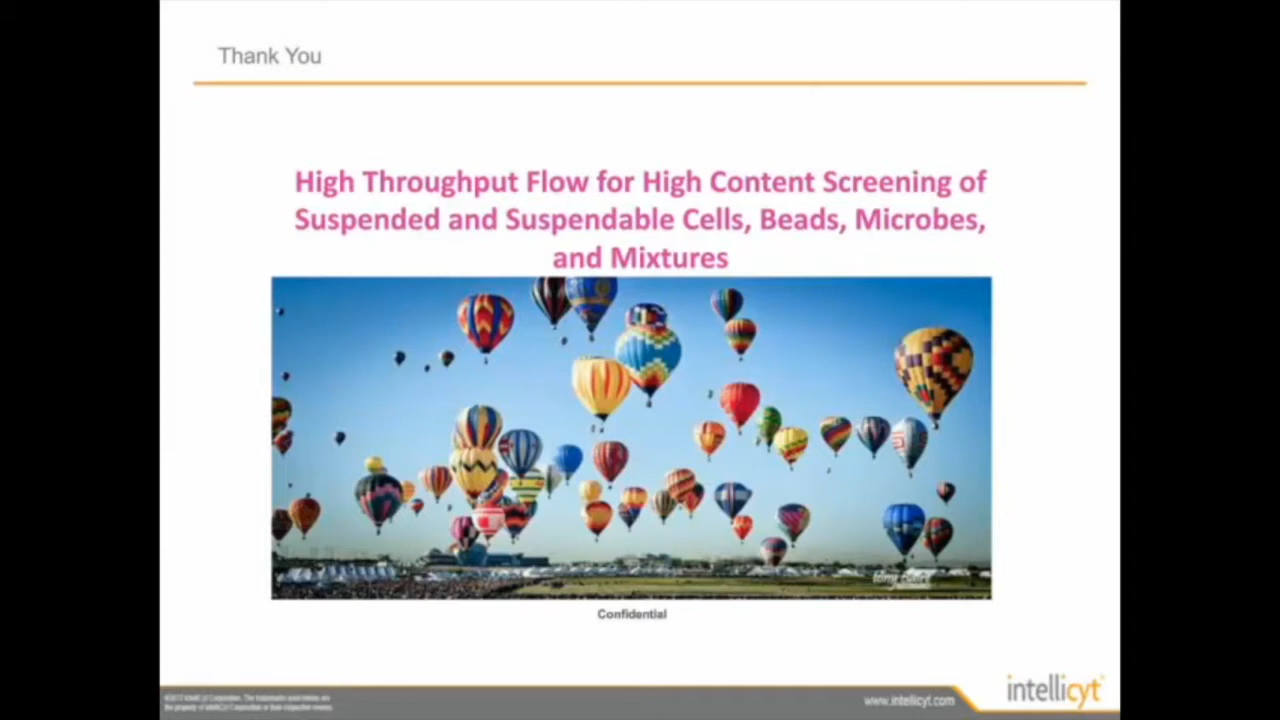 Thank You
High Throughput Flow for High Content Screening of
Suspended and Suspendable Cells, Beads, Microbes,
and Mixtures
Confidential
www.intellicyt.com
intellicyt